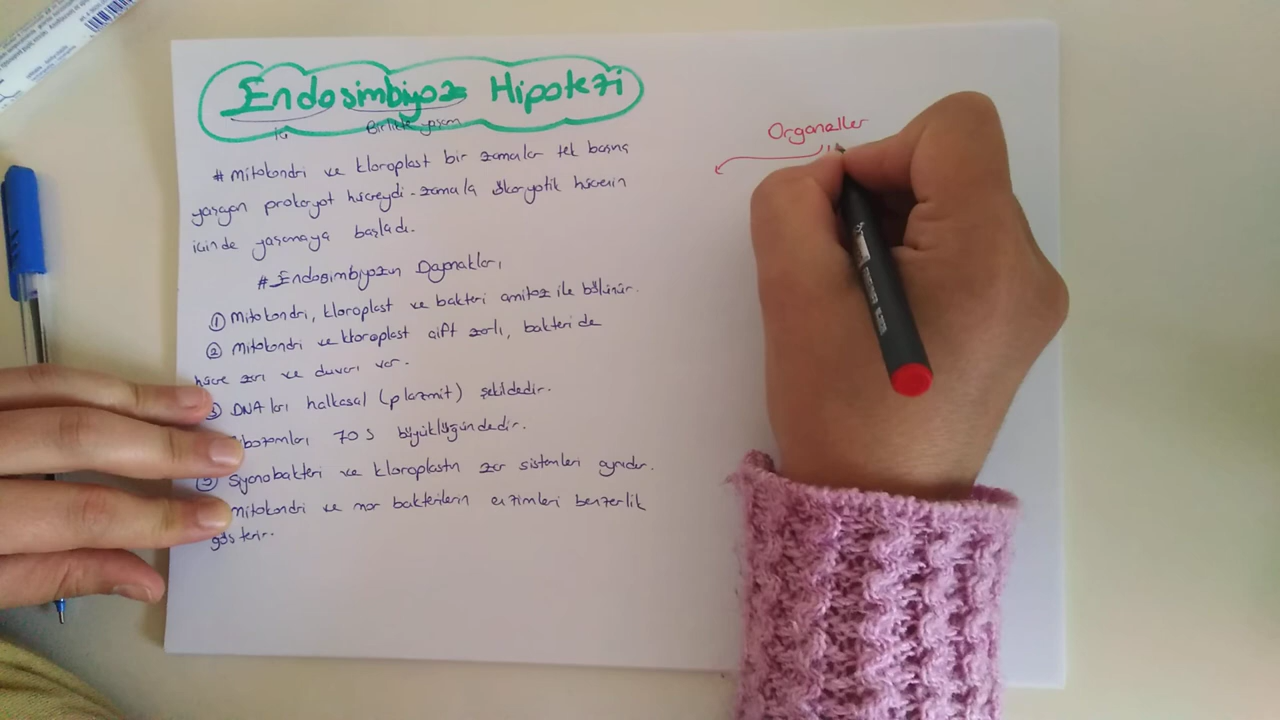 Endosimbiyoz Hipotezi
İç Birlikte yaşam
# Mitokondri ve kloroplast bir zamanlar tek başına
yaşayan prokaryot hücreydi - zamanla ökaryotik hücrenin
içinde yaşamaya başladı.
# Endosimbiyozun Dayanakları
① Mitokondri, kloroplast ve bakteri amitoz ile bölünür.
② Mitokondri ve kloroplast çift zarlı, bakteri de
hücre zarı ve duvarı var.
DNA ları halkasal (plazmit) şekildedir.
70 S büyüklüğündedir.
Siyanobakteri ve kloroplastın zar sistemleri aynıdır.
mitokondri ve mor bakterilerin enzimleri benzerlik
gösterir.
Organeller